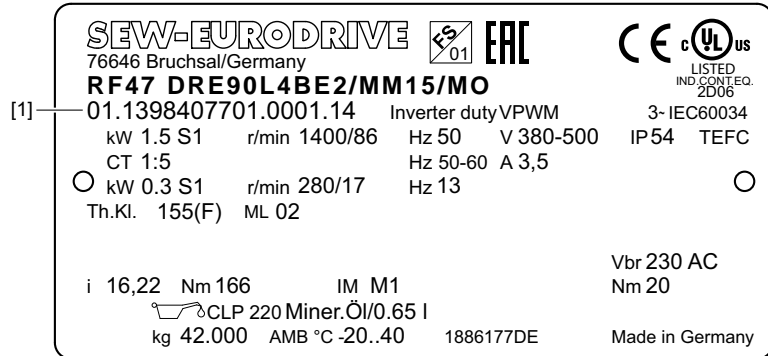 SEW-EURODRIVE FS 01 EAC CE c UL us
76646 Bruchsal/Germany LISTED
IND.CONT.EQ.
RF47 DRE90L4BE2/MM15/MO 2D06
[1] 01.1398407701.0001.14 Inverter duty VPWM 3~ IEC60034
kW 1.5 S1 r/min 1400/86 Hz 50 V 380-500 IP 54 TEFC
CT 1:5 Hz 50-60 A 3,5
kW 0.3 S1 r/min 280/17 Hz 13
Th.Kl. 155(F) ML 02
Vbr 230 AC
i 16,22 Nm 166 IM M1 Nm 20
CLP 220 Miner.Öl/0.65 l
kg 42.000 AMB °C -20..40 1886177DE Made in Germany